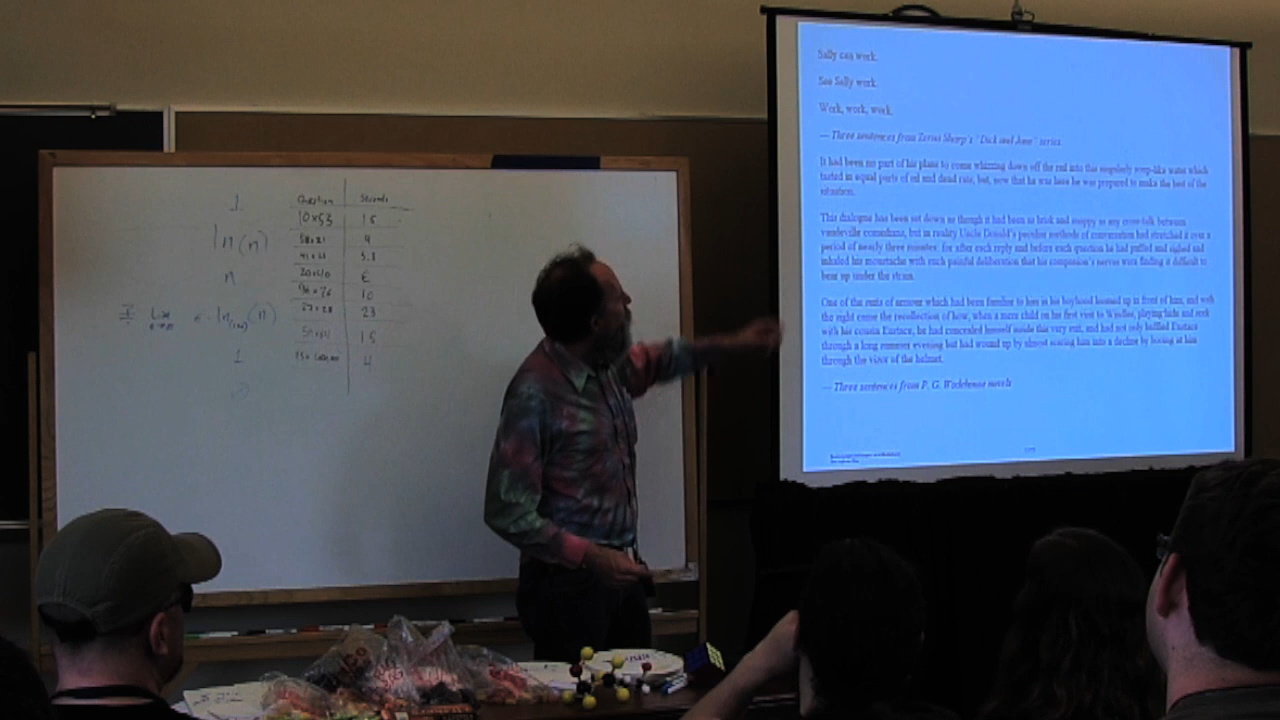 1
ln(n)
n
1
Question Seconds
10x53 15
4
10
23
15
4
Sally can work.
See Sally work.
Work, work, work.
— Three sentences from Zerna Sharp's "Dick and Jane" series
It had been no part of his plans to come whizzing down off the rail into this singularly soup-like water which
tasted in equal parts of oil and dead rats; but, now that he was here he was prepared to make the best of the
situation.
This dialogue has been set down as though it had been as brisk and snappy as any cross-talk between
vaudeville comedians, but in reality Uncle Donald's peculiar methods of conversation had stretched it over a
period of nearly three minutes: for after each reply and before each question he had puffed and sighed and
inhaled his moustache with such painful deliberation that his companion's nerves were finding it difficult to
bear up under the strain.
One of the suits of armour which had been familiar to him in his boyhood loomed up in front of him, and with
the sight came the recollection of how, when a mere child on his first visit to Windles, playing hide and seek
with his cousin Eustace, he had concealed himself inside this very suit, and had not only baffled Eustace
through a long summer evening but had wound up by almost scaring him into a decline by booing at him
through the vizor of the helmet.
— Three sentences from P. G. Wodehouse novels